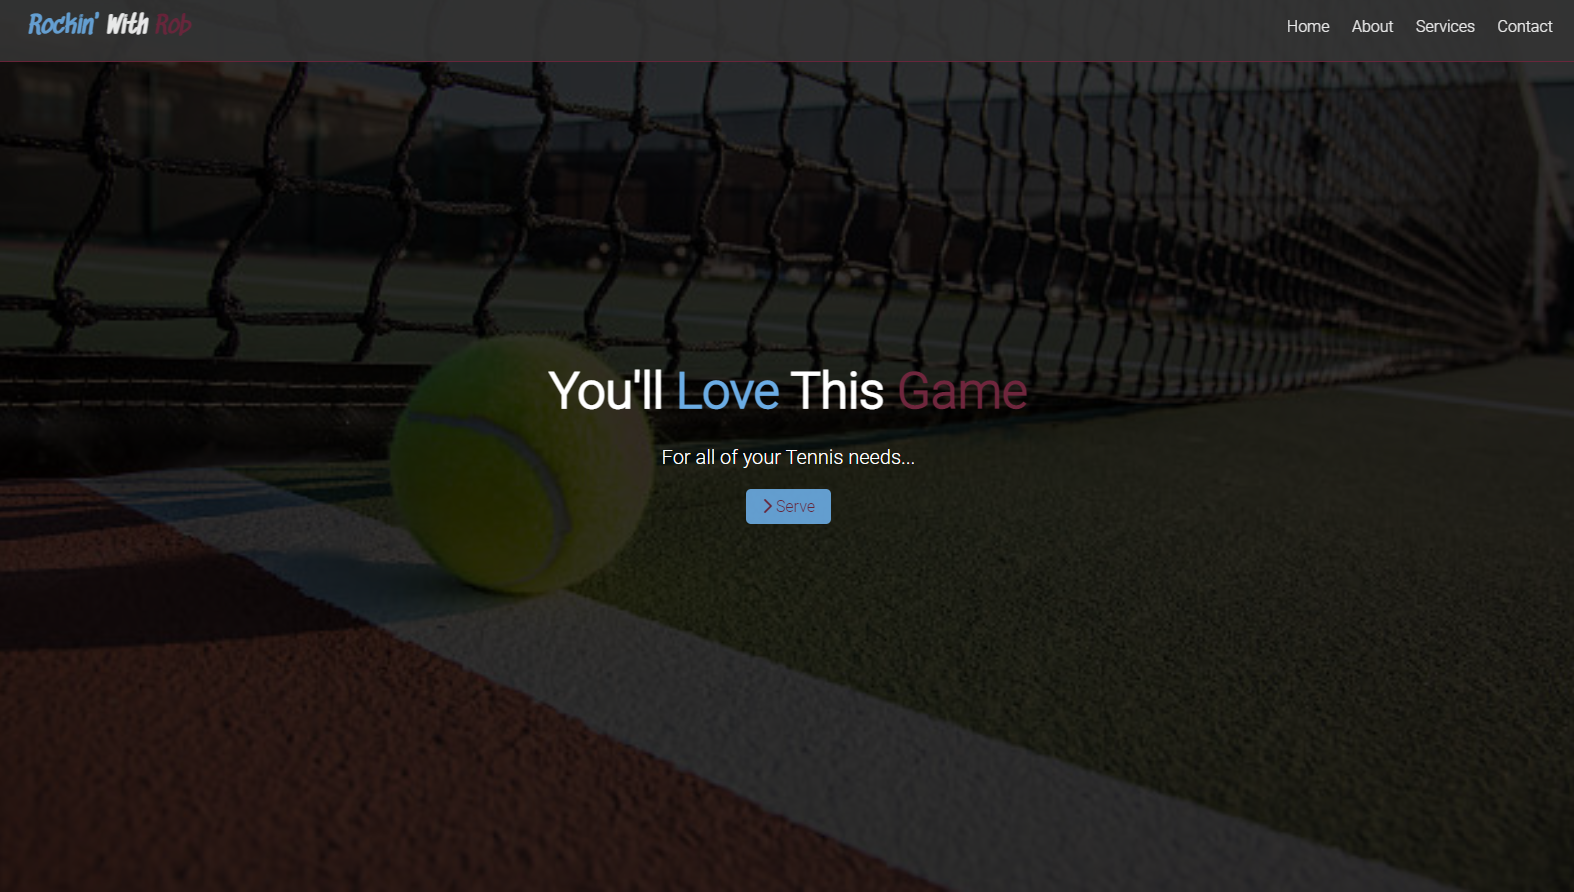 Rockin' With Rob
Home About Services Contact
You'll Love This Game
For all of your Tennis needs...
Serve